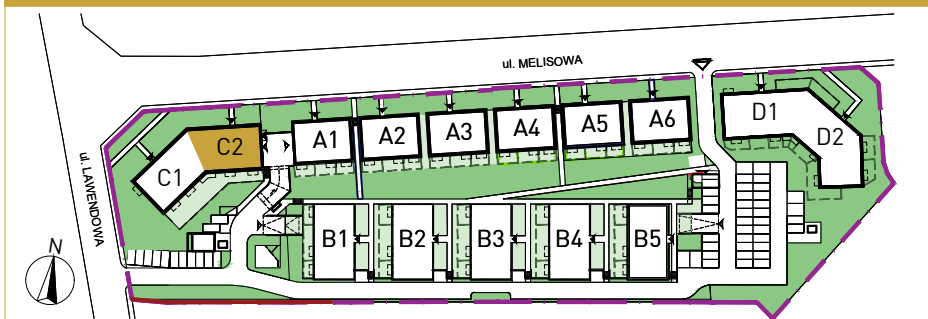 ul. MELISOWA
A1
A2
A3
A4
A5
A6
D1
D2
C2
C1
ul. LAWENDOWA
B1
B2
B3
B4
B5
N